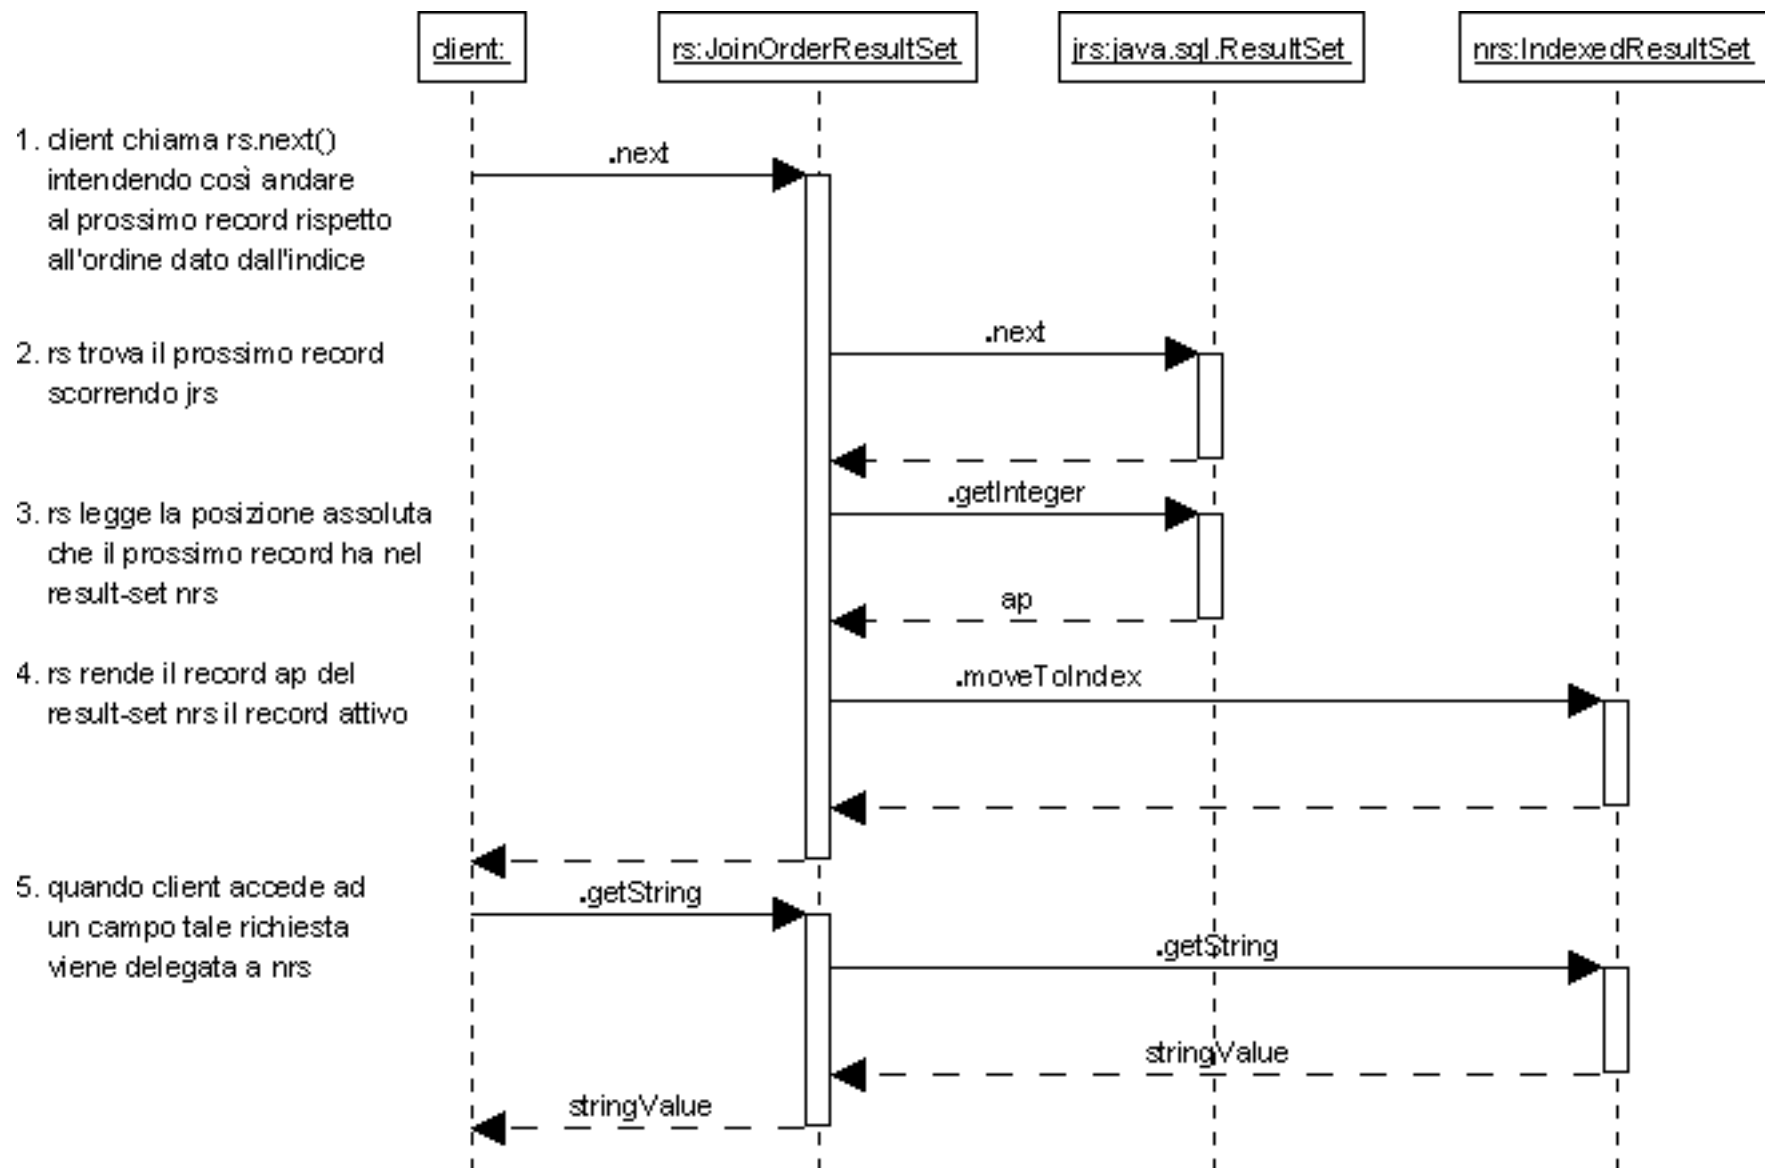 client:
rs:JoinOrderResultSet
jrs:java.sql.ResultSet
nrs:IndexedResultSet
1. client chiama rs.next()
intendendo così andare
al prossimo record rispetto
all'ordine dato dall'indice
.next
2. rs trova il prossimo record
scorrendo jrs
.next
3. rs legge la posizione assoluta
che il prossimo record ha nel
result-set nrs
.getInteger
ap
4. rs rende il record ap del
result-set nrs il record attivo
.moveToIndex
5. quando client accede ad
un campo tale richiesta
viene delegata a nrs
.getString
.getString
stringValue
stringValue